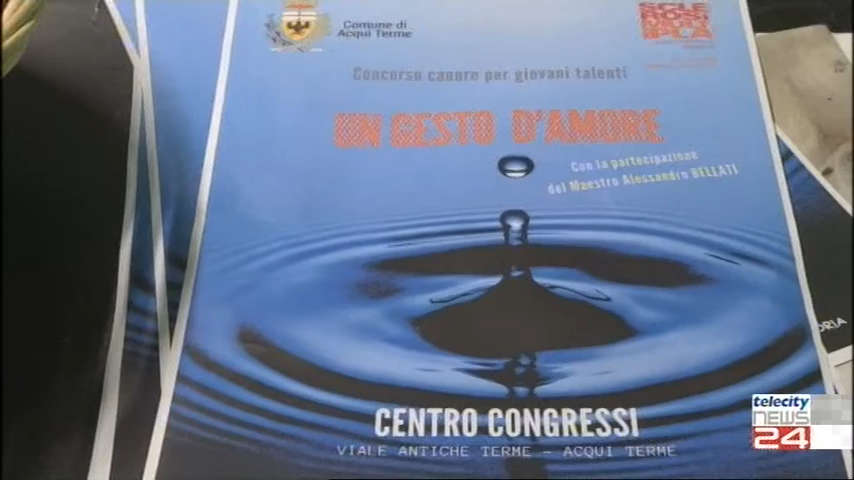 Comune di
Acqui Terme
SCLE
ROSI
PLA
Concorso canoro per giovani talenti
UN GESTO D'AMORE
Con la partecipazione
del Maestro Alessandro BELLATI
CENTRO CONGRESSI
VIALE ANTICHE TERME - ACQUI TERME
telecity
NEWS
24